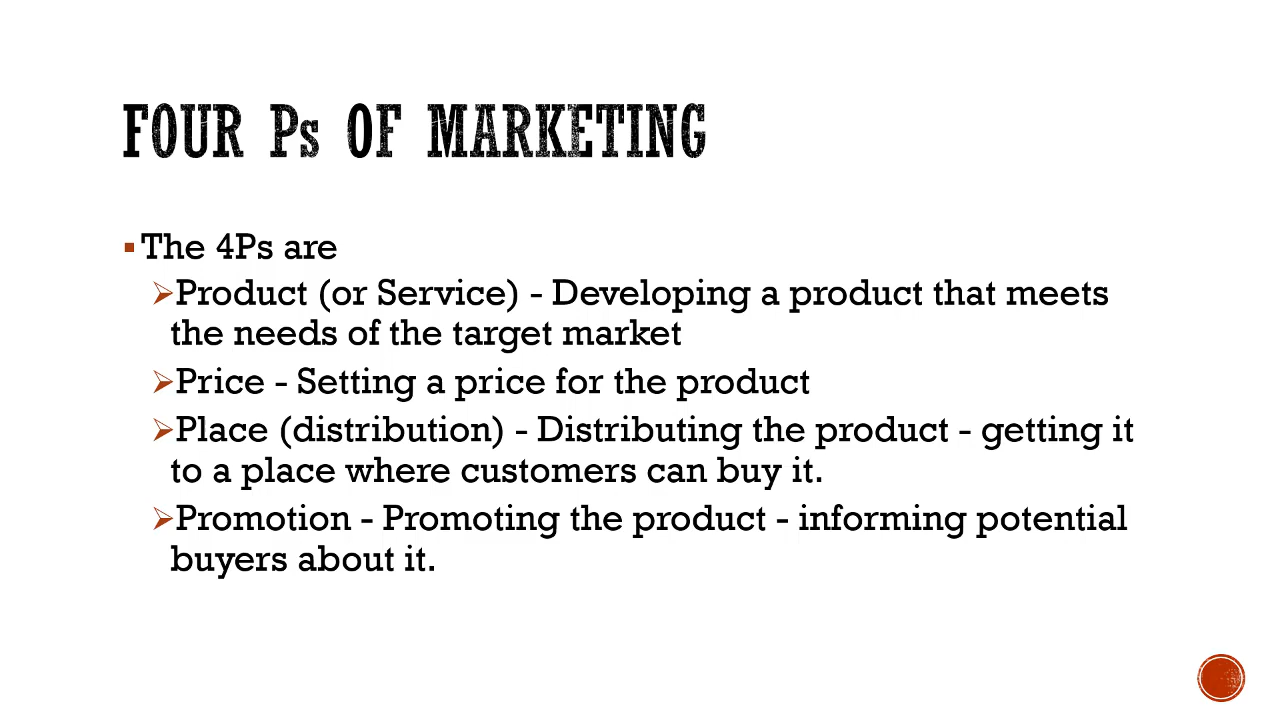 FOUR Ps OF MARKETING
The 4Ps are
Product (or Service) - Developing a product that meets
the needs of the target market
Price - Setting a price for the product
Place (distribution) - Distributing the product - getting it
to a place where customers can buy it.
Promotion - Promoting the product - informing potential
buyers about it.